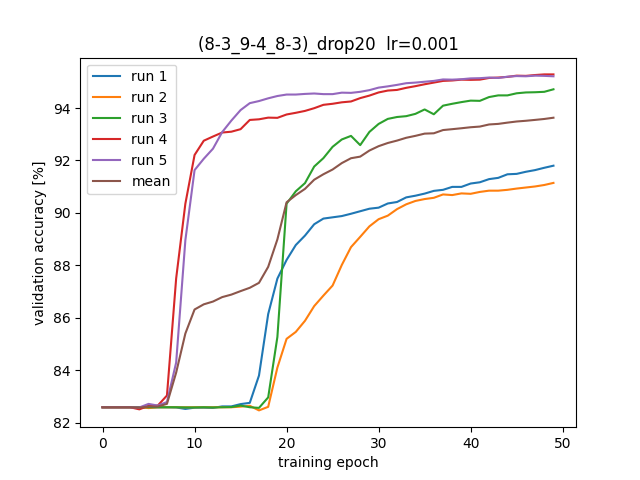 (8-3_9-4_8-3)_drop20  lr=0.001
run 1
run 2
run 3
run 4
run 5
mean
validation accuracy [%]
94
92
90
88
86
84
82
0 10 20 30 40 50
training epoch